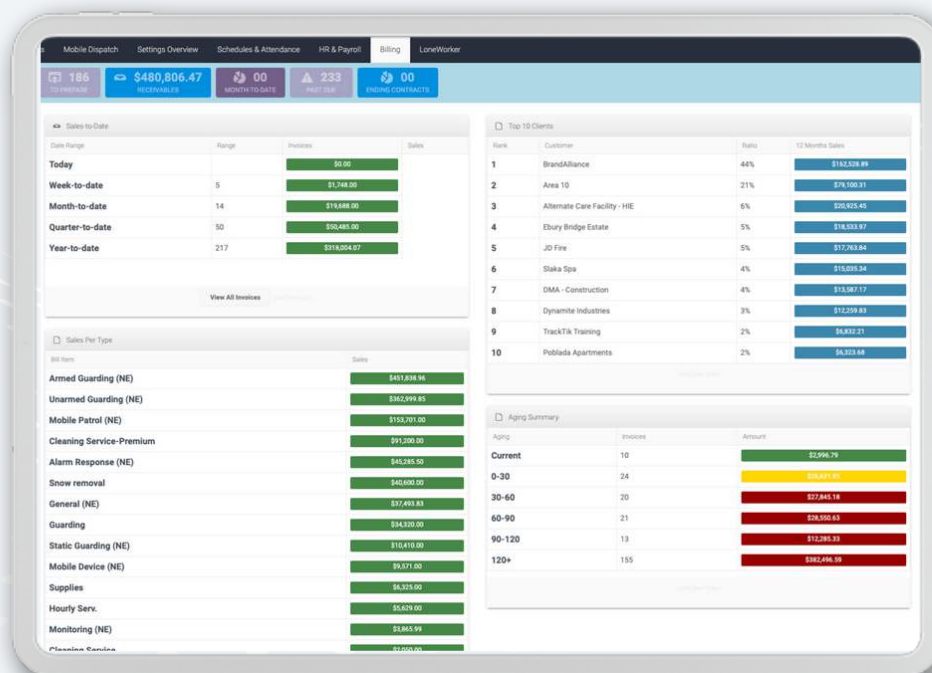 s Mobile Dispatch Settings Overview Schedules & Attendance HR & Payroll Billing LoneWorker
186 $480,806.47 00 233 00
TO PREPARE RECEIVABLES MONTH-TO-DATE PAST DUE ENDING CONTRACTS
Sales-to-Date
Date Range Range Invoices Sales
Today $0.00
Week-to-date 5 $1,748.00
Month-to-date 14 $19,688.00
Quarter-to-date 50 $50,485.00
Year-to-date 217 $318,004.07
View All Invoices
Sales Per Type
Bill Item Sales
Armed Guarding (NE) $451,838.96
Unarmed Guarding (NE) $362,999.85
Mobile Patrol (NE) $153,701.00
Cleaning Service-Premium $91,200.00
Alarm Response (NE) $45,285.50
Snow removal $40,600.00
General (NE) $37,493.83
Guarding $34,320.00
Static Guarding (NE) $10,410.00
Mobile Device (NE) $9,571.00
Supplies $6,325.00
Hourly Serv. $5,629.00
Monitoring (NE) $3,865.99
Cleaning Service
Top 10 Clients
Rank Customer Ratio 12 Months Sales
1 BrandAlliance 44% $152,528.89
2 Area 10 21% $79,100.31
3 Alternate Care Facility - HIE 6% $20,925.45
4 Ebury Bridge Estate 5% $18,533.97
5 JD Fire 5% $17,763.84
6 Slaka Spa 4% $15,035.34
7 DMA - Construction 4% $13,587.17
8 Dynamite Industries 3% $12,259.83
9 TrackTik Training 2% $6,832.21
10 Poblada Apartments 2% $6,323.68
Aging Summary
Aging Invoices Amount
Current 10 $2,996.79
0-30 24
30-60 20 $27,845.18
60-90 21 $28,550.63
90-120 13 $12,285.33
120+ 155 $382,496.59